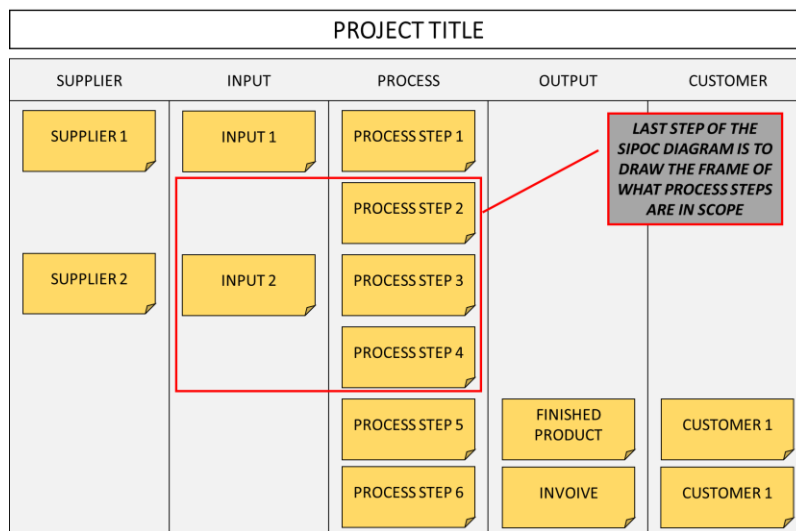 PROJECT TITLE
SUPPLIER INPUT PROCESS OUTPUT CUSTOMER
SUPPLIER 1 INPUT 1 PROCESS STEP 1
LAST STEP OF THE
SIPOC DIAGRAM IS TO
DRAW THE FRAME OF
WHAT PROCESS STEPS
ARE IN SCOPE
PROCESS STEP 2
SUPPLIER 2 INPUT 2 PROCESS STEP 3
PROCESS STEP 4
PROCESS STEP 5
FINISHED
PRODUCT
CUSTOMER 1
PROCESS STEP 6 INVOIVE CUSTOMER 1